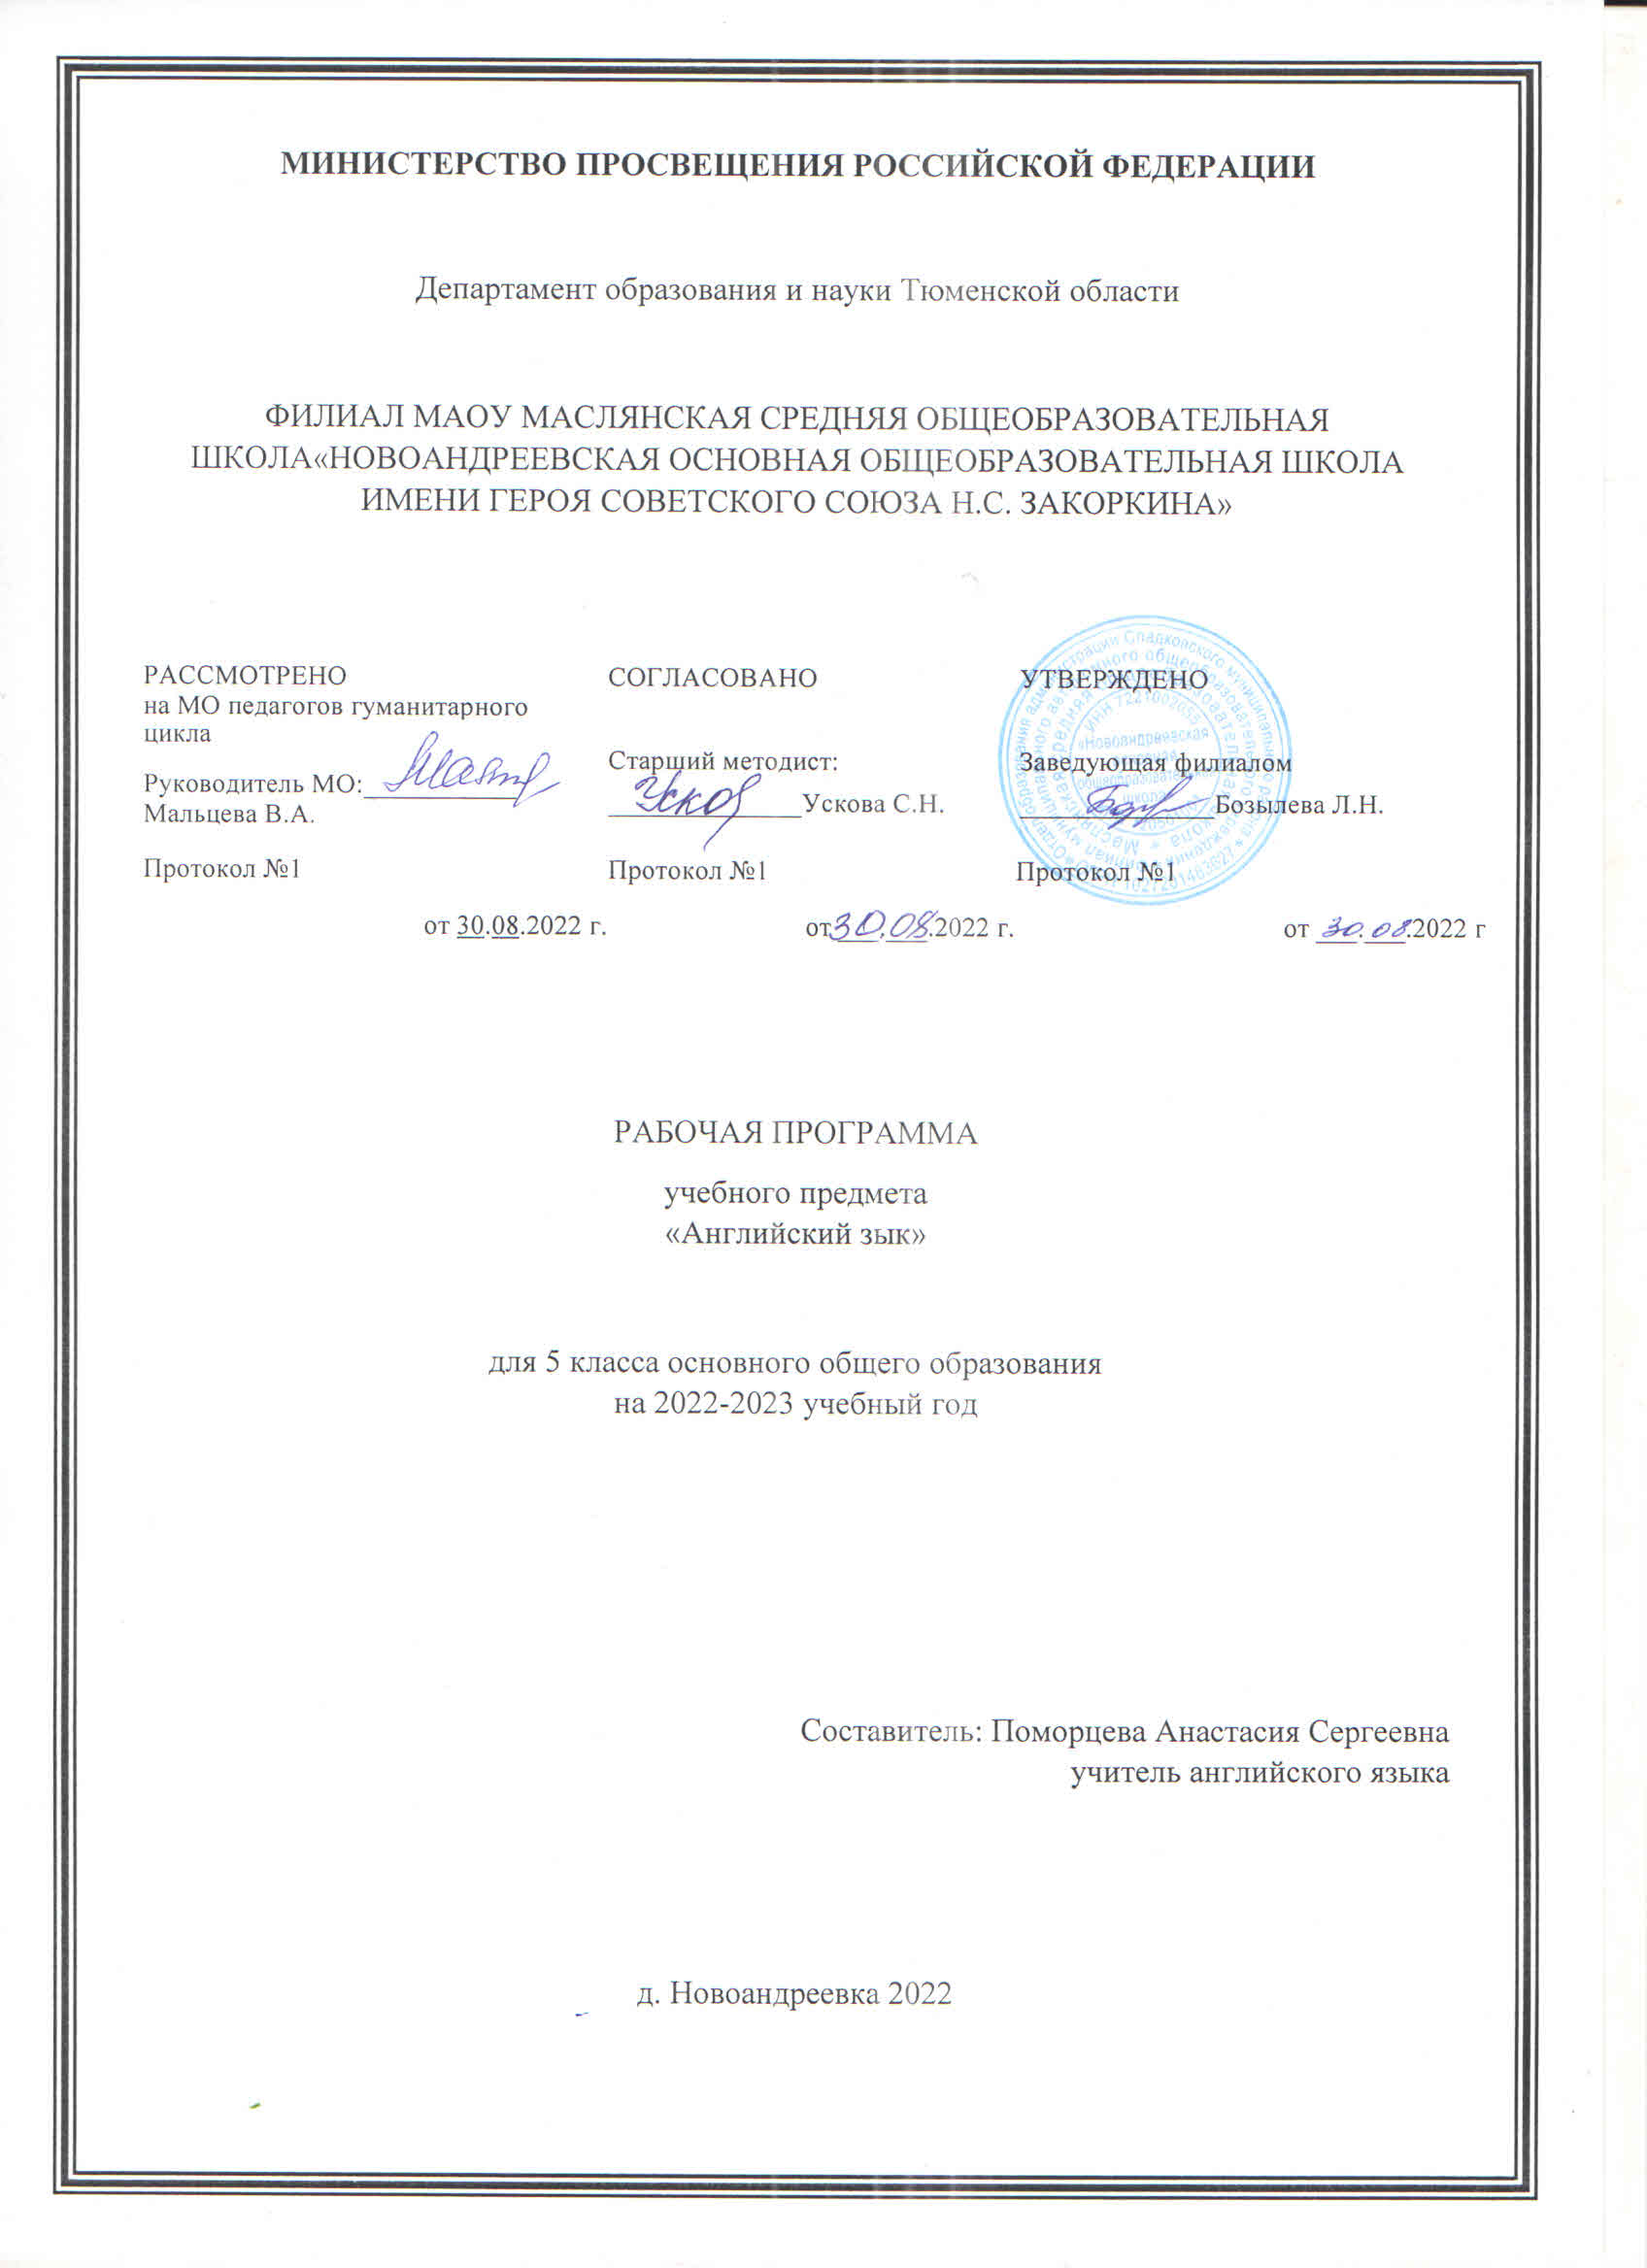 МИНИСТЕРСТВО ПРОСВЕЩЕНИЯ РОССИЙСКОЙ ФЕДЕРАЦИИ
Департамент образования и науки Тюменской области
ФИЛИАЛ МАОУ МАСЛЯНСКАЯ СРЕДНЯЯ ОБЩЕОБРАЗОВАТЕЛЬНАЯ
ШКОЛА«НОВОАНДРЕЕВСКАЯ ОСНОВНАЯ ОБЩЕОБРАЗОВАТЕЛЬНАЯ ШКОЛА
ИМЕНИ ГЕРОЯ СОВЕТСКОГО СОЮЗА Н.С. ЗАКОРКИНА»
РАССМОТРЕНО
на МО педагогов гуманитарного
цикла
Руководитель МО:
Мальцева В.А.
Протокол №1
от 30.08.2022 г.
СОГЛАСОВАНО
Старший методист:
Ускова С.Н.
Протокол №1
от 30.08.2022 г.
УТВЕРЖДЕНО
Заведующая филиалом
Бозылева Л.Н.
Протокол №1
от 30.08.2022 г
«Новоандреевская
основная
общеобразовательная
школа
РАБОЧАЯ ПРОГРАММА
учебного предмета
«Английский зык»
для 5 класса основного общего образования
на 2022-2023 учебный год
Составитель: Поморцева Анастасия Сергеевна
учитель английского языка
д. Новоандреевка 2022